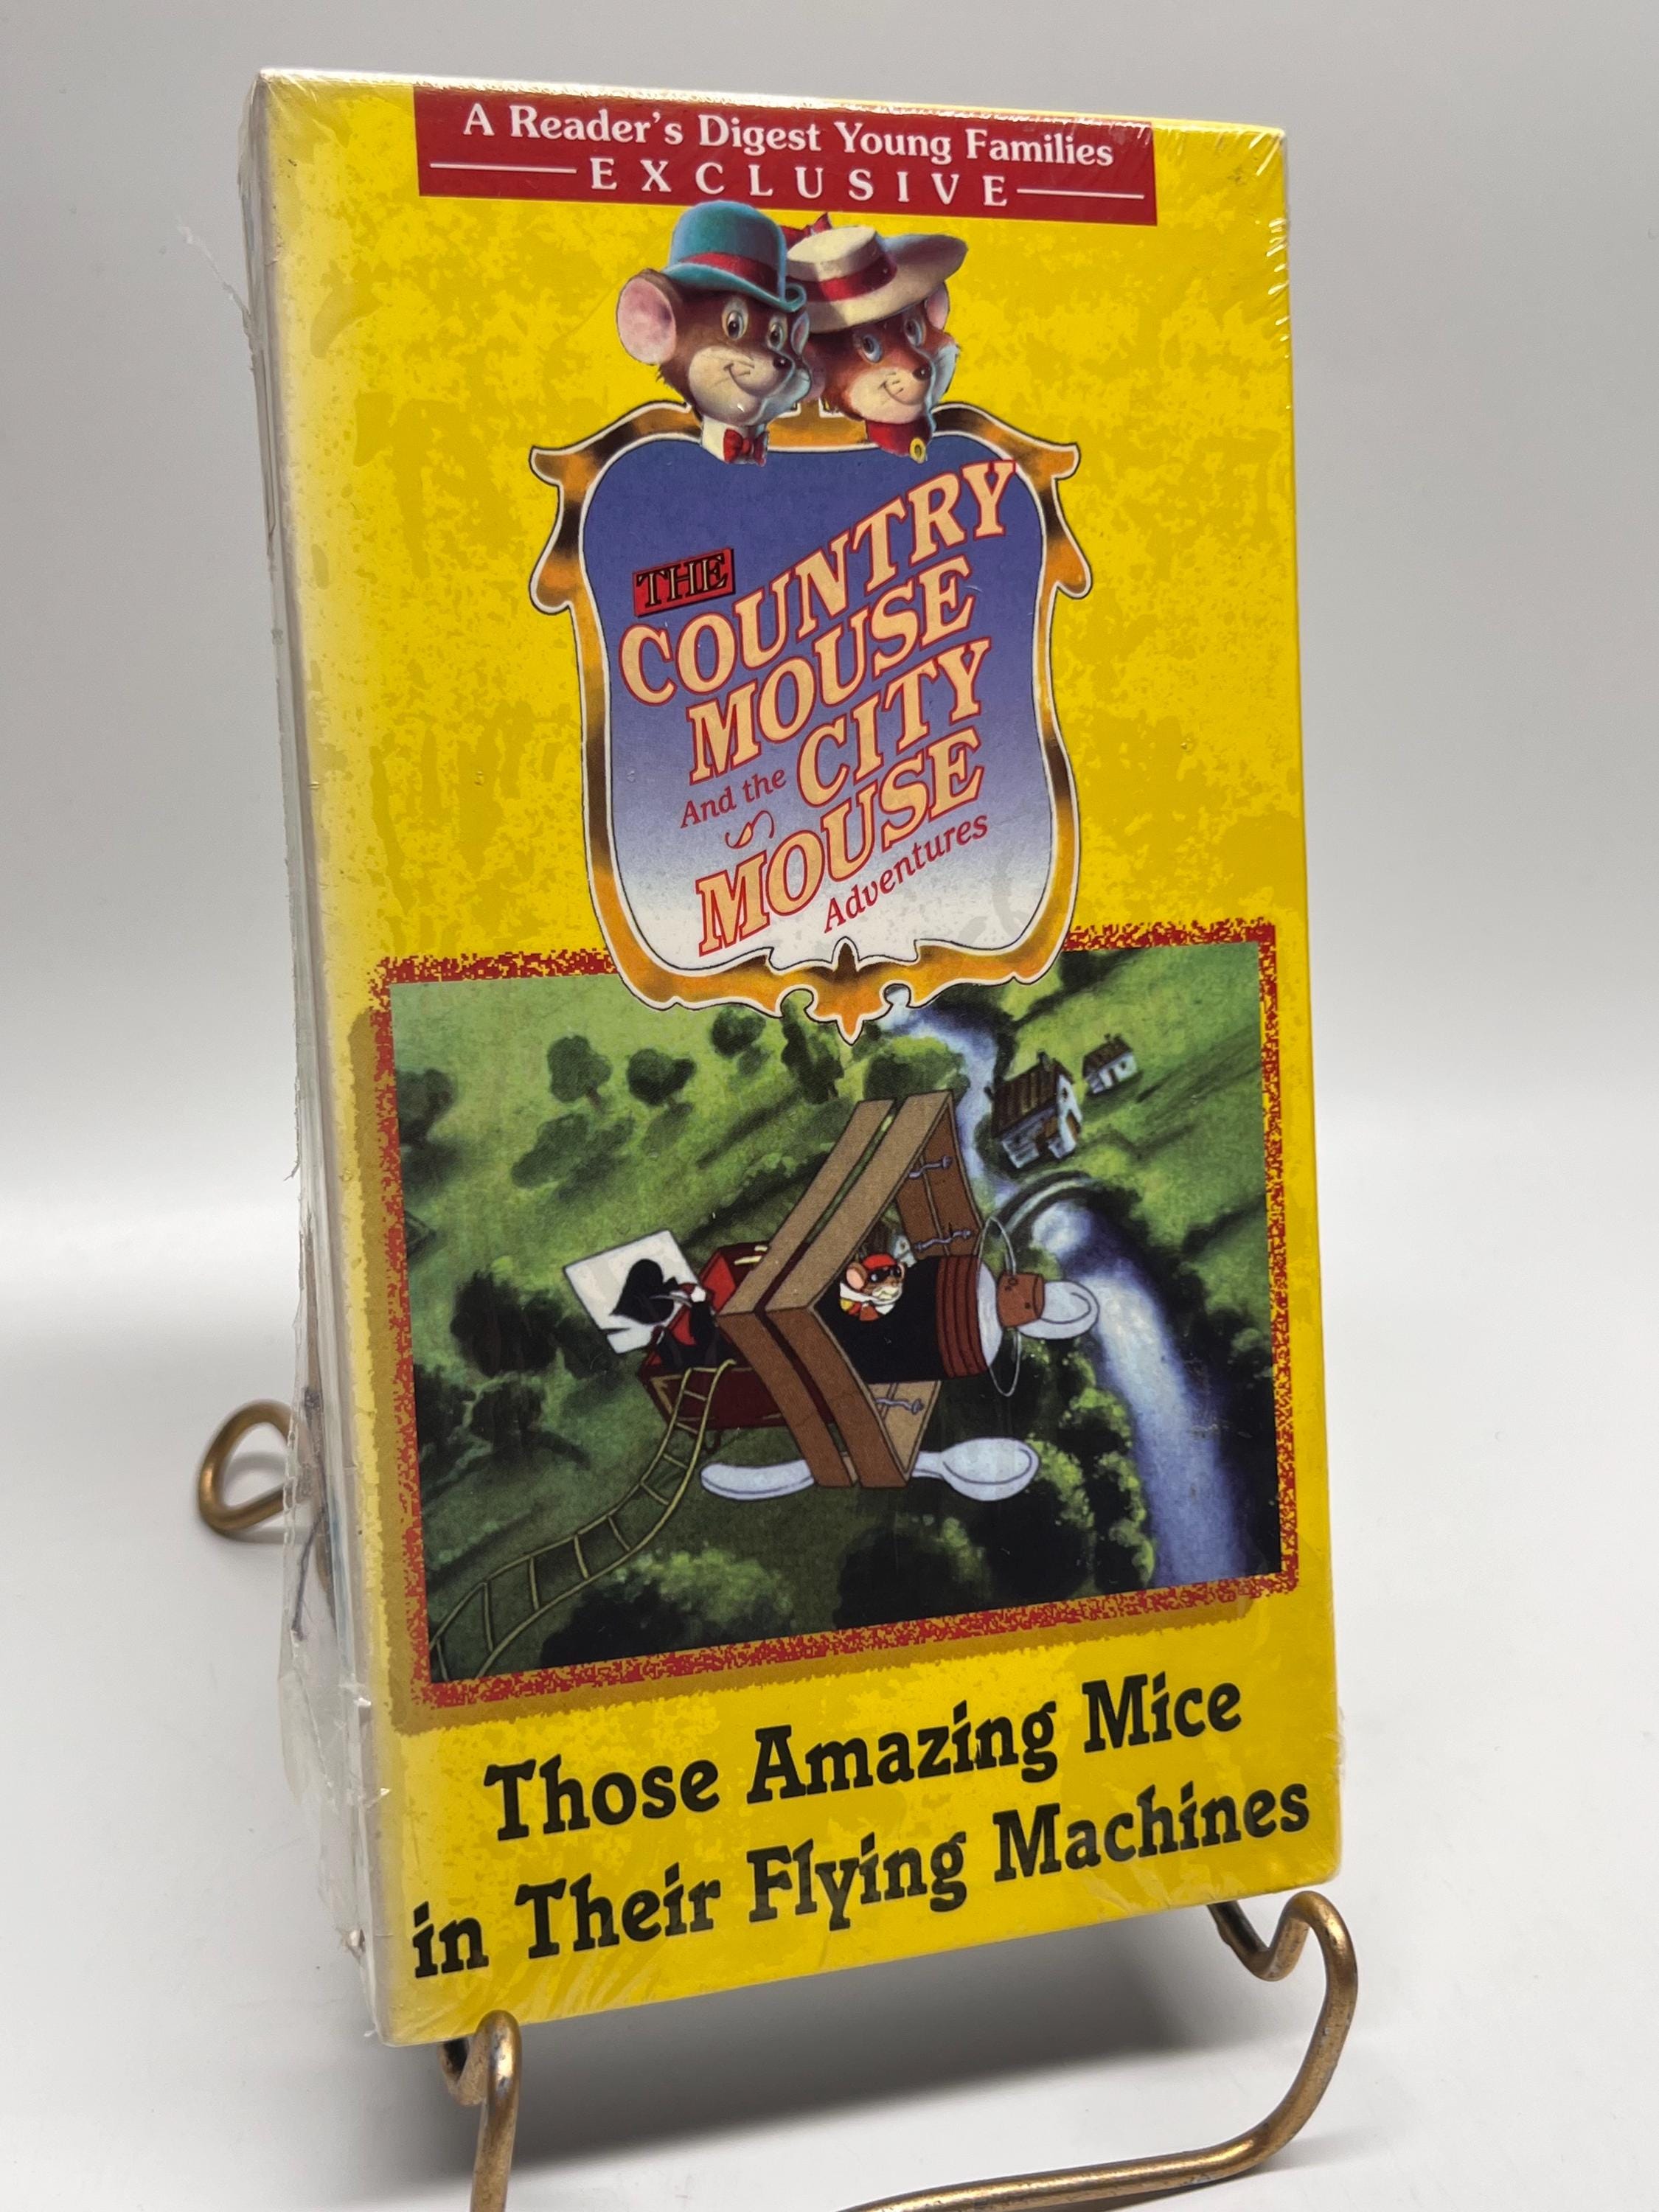 A Reader's Digest Young Families
EXCLUSIVE
THE
COUNTRY
MOUSE
And the CITY
MOUSE
Adventures
Those Amazing Mice
in Their Flying Machines